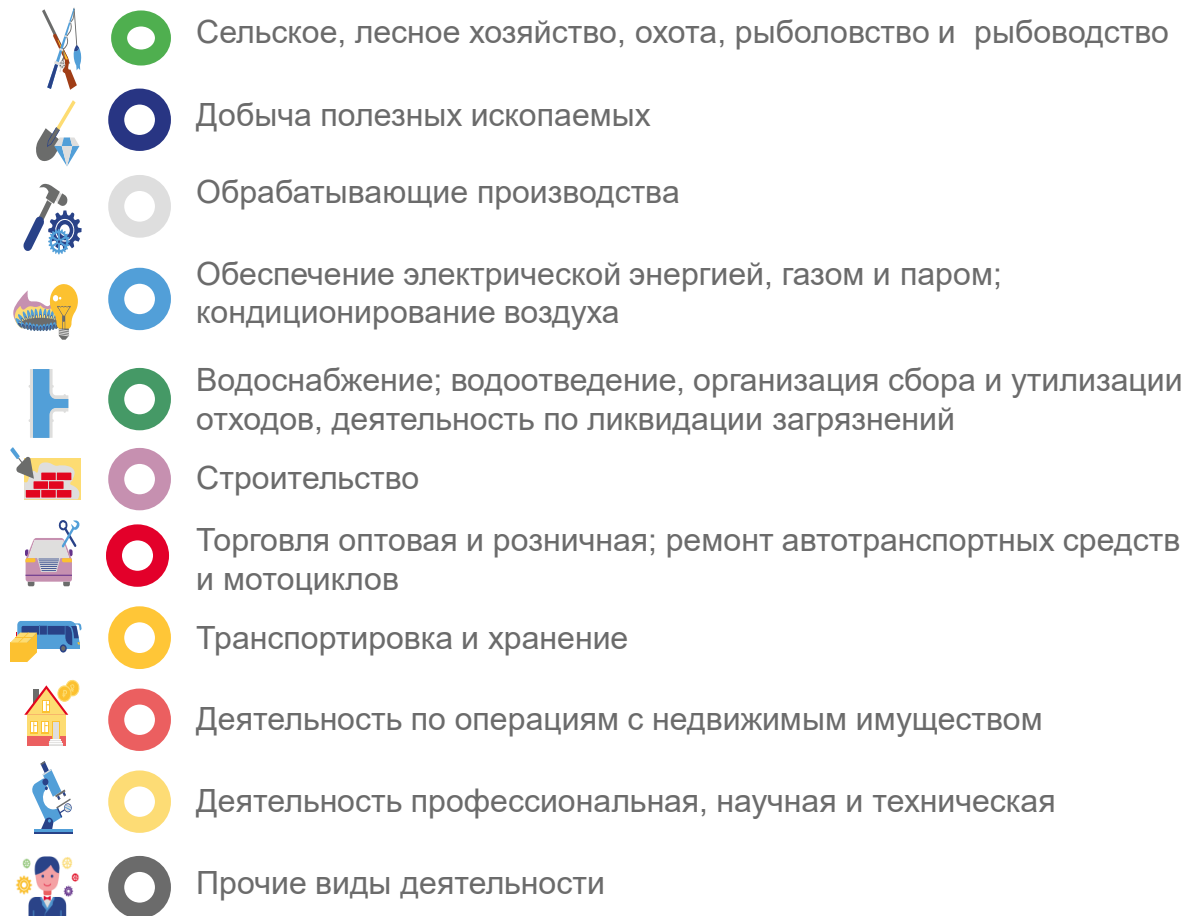 Сельское, лесное хозяйство, охота, рыболовство и рыбоводство
Добыча полезных ископаемых
Обрабатывающие производства
Обеспечение электрической энергией, газом и паром;
кондиционирование воздуха
Водоснабжение; водоотведение, организация сбора и утилизации
отходов, деятельность по ликвидации загрязнений
Строительство
Торговля оптовая и розничная; ремонт автотранспортных средств
и мотоциклов
Транспортировка и хранение
Деятельность по операциям с недвижимым имуществом
Деятельность профессиональная, научная и техническая
Прочие виды деятельности